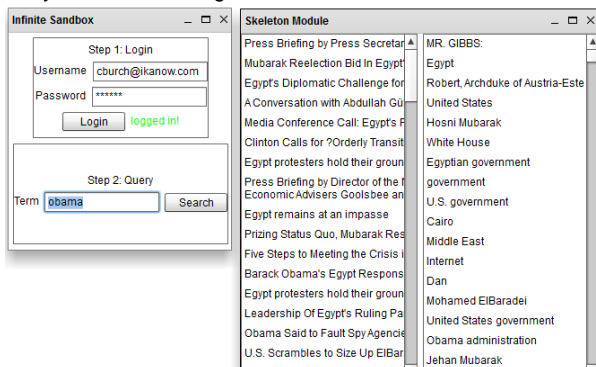 Infinite Sandbox
Step 1: Login
Username cburch@ikanow.com
Password ******
Login logged in!
Step 2: Query
Term obama Search
Skeleton Module
Press Briefing by Press Secretar
Mubarak Reelection Bid In Egypt'
Egypt's Diplomatic Challenge for
A Conversation with Abdullah Gü
Media Conference Call: Egypt's F
Clinton Calls for ?Orderly Transit
Egypt protesters hold their groun
Press Briefing by Director of the N
Economic Advisers Goolsbee an
Egypt remains at an impasse
Prizing Status Quo, Mubarak Res
Five Steps to Meeting the Crisis i
Barack Obama's Egypt Respons
Egypt protesters hold their groun
Leadership Of Egypt's Ruling Pa
Obama Said to Fault Spy Agencie
U.S. Scrambles to Size Up ElBar
MR. GIBBS:
Egypt
Robert, Archduke of Austria-Este
United States
Hosni Mubarak
White House
Egyptian government
government
U.S. government
Cairo
Middle East
Internet
Dan
Mohamed ElBaradei
United States government
Obama administration
Jehan Mubarak